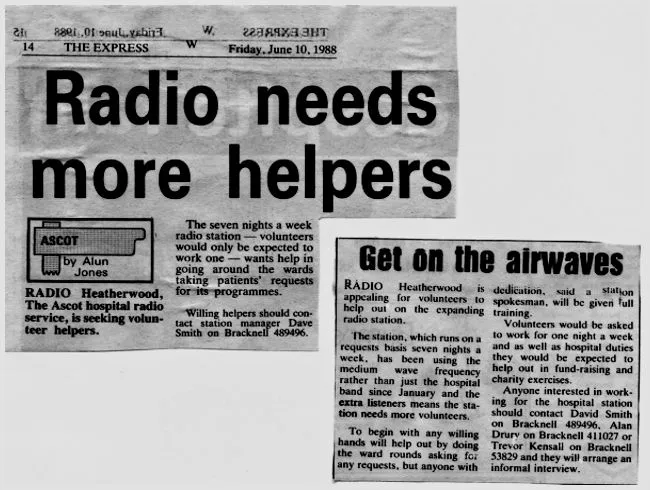 14 THE EXPRESS W Friday, June 10, 1988
Radio needs
more helpers
ASCOT
by Alun
Jones
RADIO Heatherwood,
The Ascot hospital radio
service, is seeking volun-
teer helpers.
The seven nights a week
radio station — volunteers
would only be expected to
work one — wants help in
going around the wards
taking patients' requests
for its programmes.
Willing helpers should con-
tact station manager Dave
Smith on Bracknell 489496.
Get on the airwaves
RADIO Heatherwood is
appealing for volunteers to
help out on the expanding
radio station.
The station, which runs on a
requests basis seven nights a
week, has been using the
medium wave frequency
rather than just the hospital
band since January and the
extra listeners means the sta-
tion needs more volunteers.
To begin with any willing
hands will help out by doing
the ward rounds asking for
any requests, but anyone with
dedication, said a station
spokesman, will be given full
training.
Volunteers would be asked
to work for one night a week
and as well as hospital duties
they would be expected to
help out in fund-raising and
charity exercises.
Anyone interested in work-
ing for the hospital station
should contact David Smith
on Bracknell 489496, Alan
Drury on Bracknell 411027 or
Trevor Kensall on Bracknell
53829 and they will arrange an
informal interview.